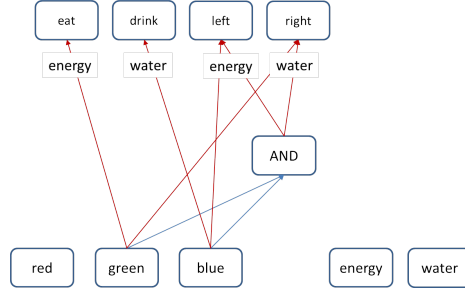 eat drink left right
energy water energy water
AND
red green blue energy water